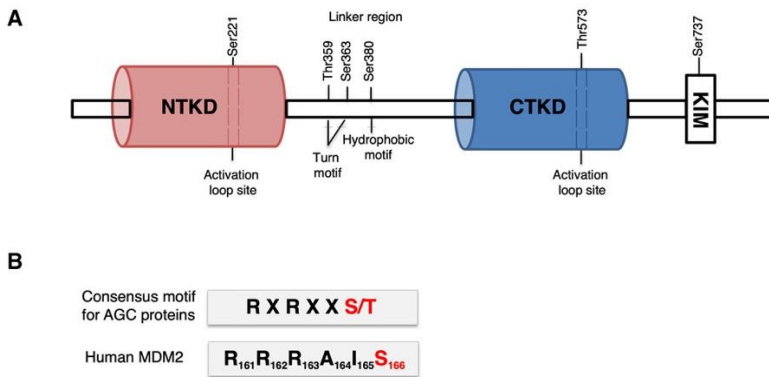 A
Linker region
Ser221
Thr359
Ser363
Ser380
Thr573
Ser737
NTKD
CTKD
KIM
Activation
loop site
Turn
motif
Hydrophobic
motif
Activation
loop site
B
Consensus motif
for AGC proteins
R X R X X S/T
Human MDM2
R161R162R163A164I165S166